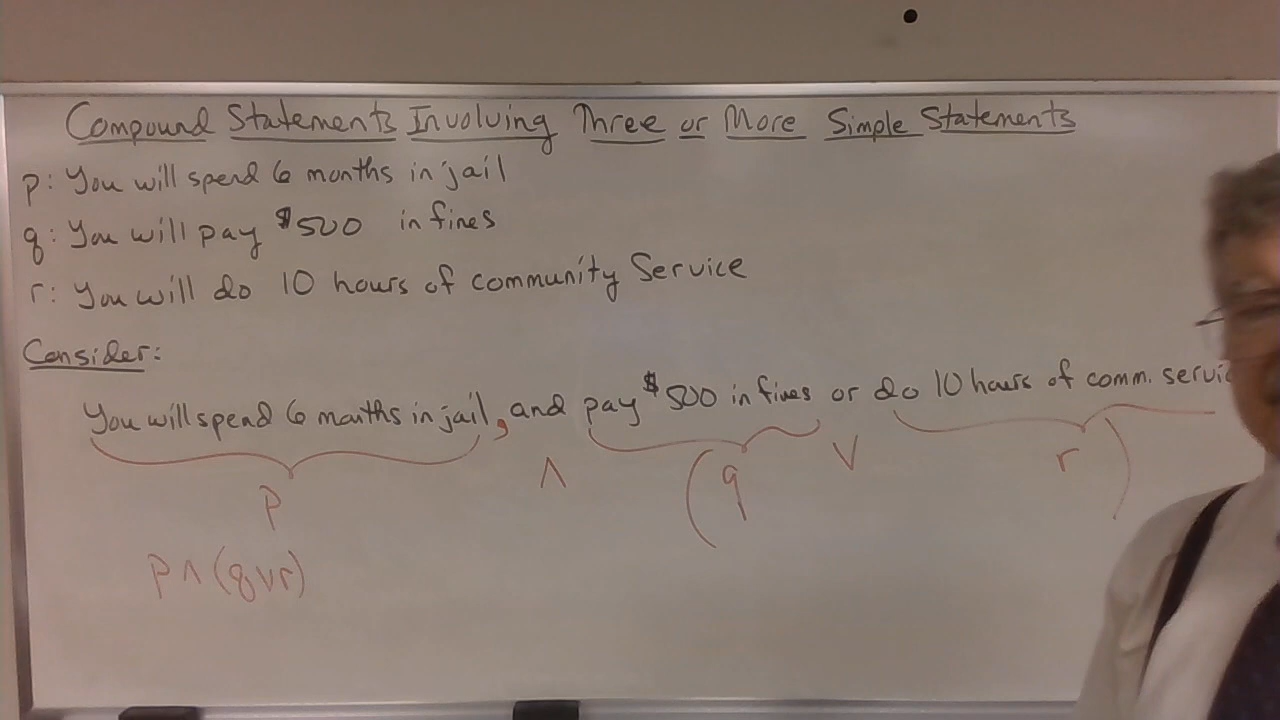 Compound Statements Involving Three or More Simple Statements
p: You will spend 6 months in jail
q: You will pay $500 in fines
r: You will do 10 hours of community Service
Consider:
You will spend 6 months in jail, and pay $500 in fines or do 10 hours of comm. servic
p ∧ (q ∨ r)
p ∧ (q ∨ r)